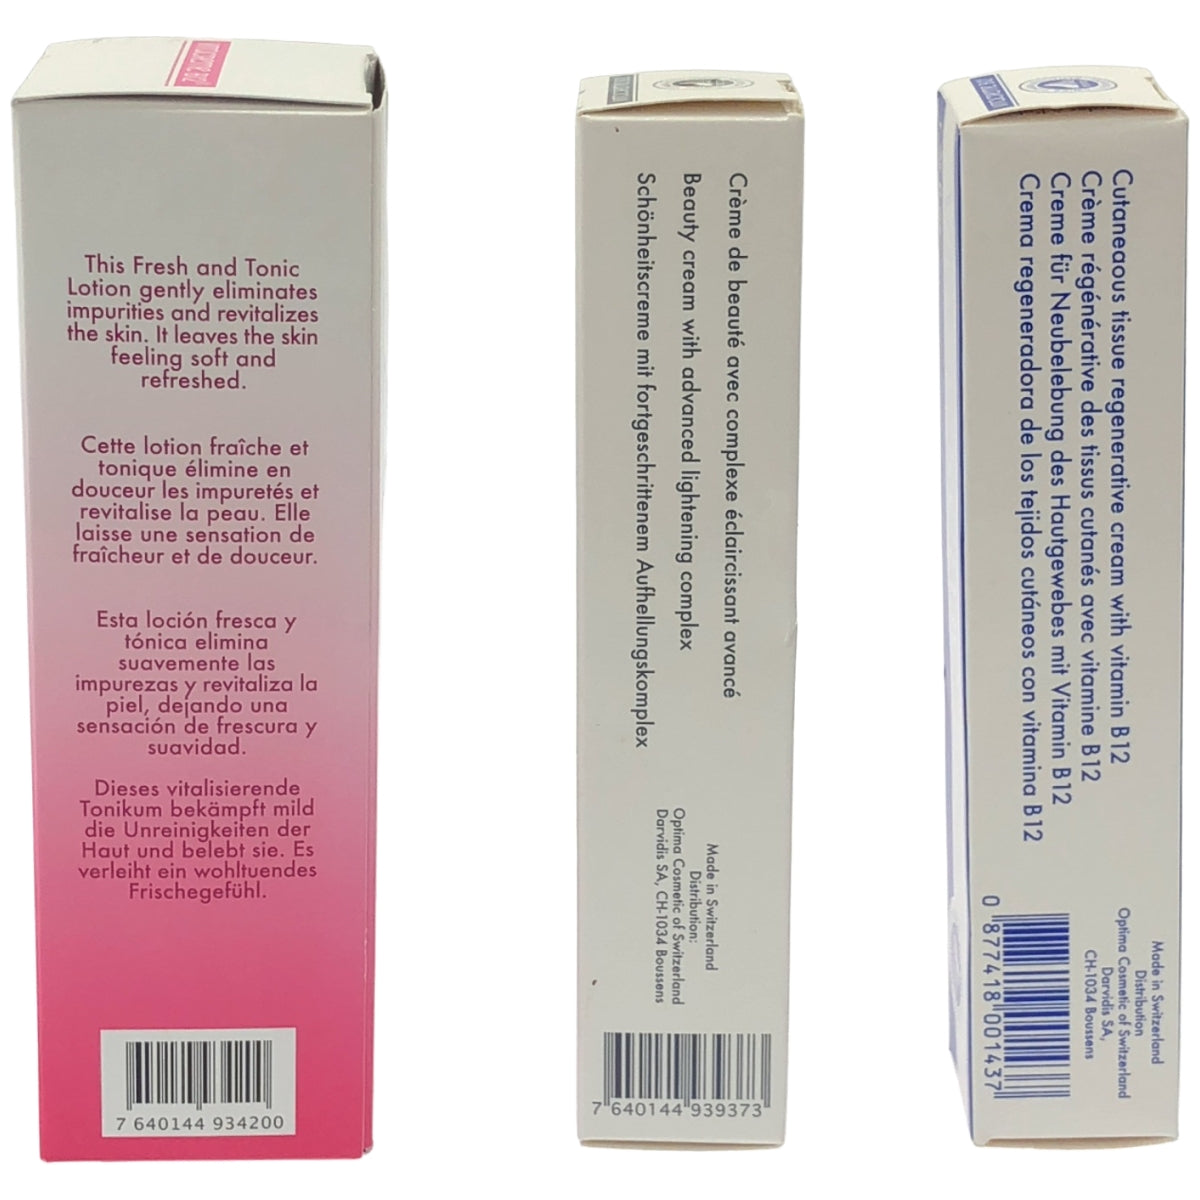 This Fresh and Tonic
Lotion gently eliminates
impurities and revitalizes
the skin. It leaves the skin
feeling soft and
refreshed.
Cette lotion fraîche et
tonique élimine en
douceur les impuretés et
revitalise la peau. Elle
laisse une sensation de
fraîcheur et de douceur.
Esta loción fresca y
tónica elimina
suavemente las
impurezas y revitaliza la
piel, dejando una
sensación de frescura y
suavidad.
Dieses vitalisierende
Tonikum bekämpft mild
die Unreinigkeiten der
Haut und belebt sie. Es
verleiht ein wohltuendes
Frischegefühl.
7 640144 934200
Crème de beauté avec complexe éclaircissant avancé
Beauty cream with advanced lightening complex
Schönheitscreme mit fortgeschrittenem Aufhellungskomplex
Made in Switzerland
Distribution:
Optima Cosmetic of Switzerland
Darvidis SA, CH-1034 Boussens
7 640144 939373
Cutaneaous tissue regenerative cream with vitamin B12
Crème régénérative des tissus cutanés avec vitamine B12
Creme für Neubelebung des Hautgewebes mit Vitamin B12
Crema regeneradora de los tejidos cutáneos con vitamina B12
Made in Switzerland
Distribution
Optima Cosmetic of Switzerland
Darvidis SA,
CH-1034 Boussens
0 877418 001437